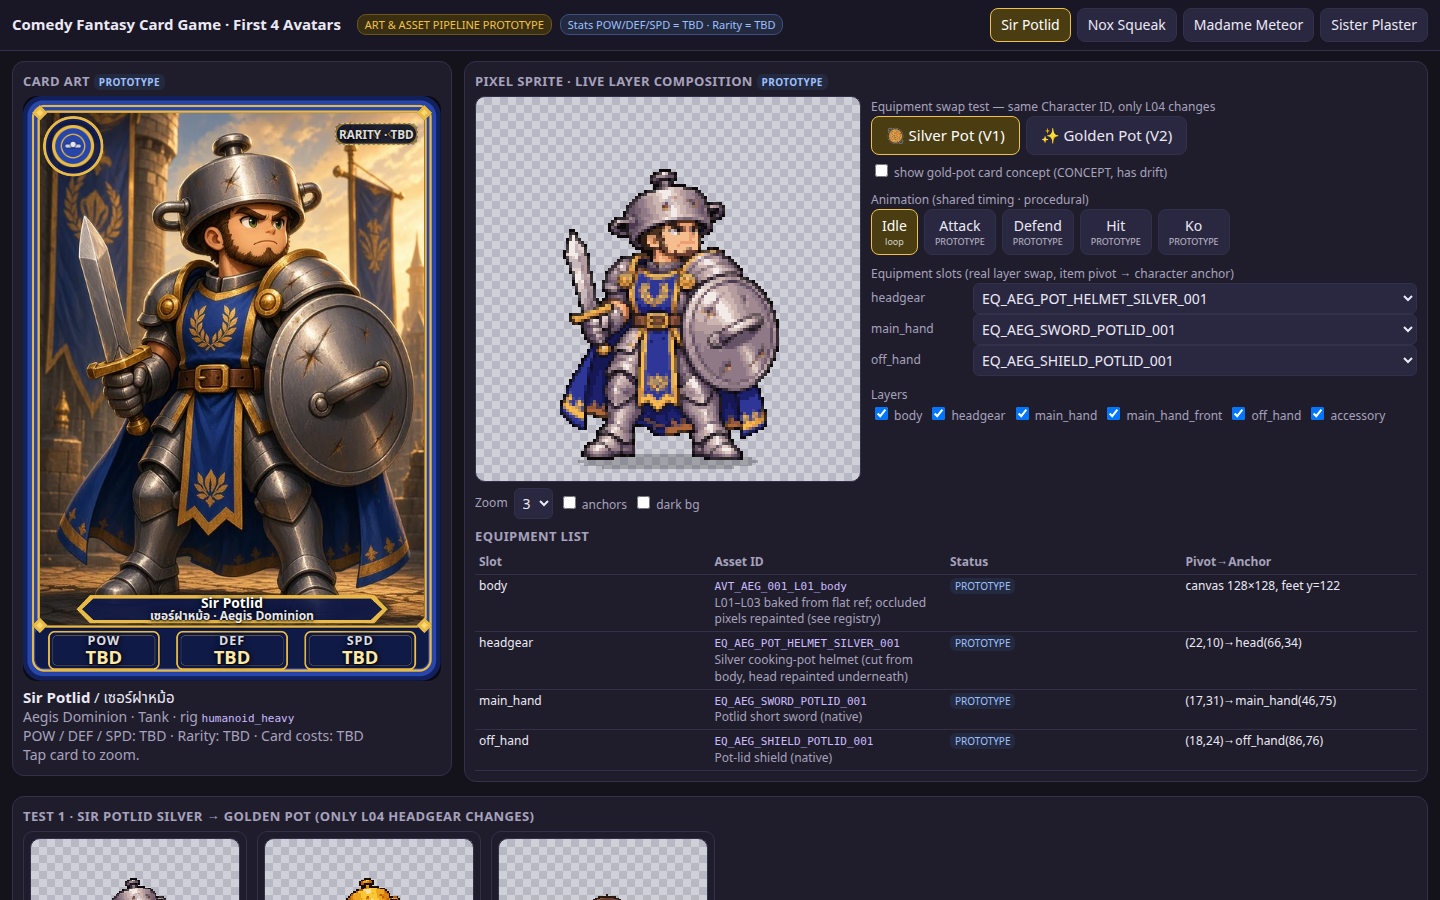 Comedy Fantasy Card Game · First 4 Avatars
ART & ASSET PIPELINE PROTOTYPE
Stats POW/DEF/SPD = TBD · Rarity = TBD
Sir Potlid
Nox Squeak
Madame Meteor
Sister Plaster
CARD ART PROTOTYPE
RARITY · TBD
Sir Potlid
เซอร์ฝาหม้อ · Aegis Dominion
POW
TBD
DEF
TBD
SPD
TBD
Sir Potlid / เซอร์ฝาหม้อ
Aegis Dominion · Tank · rig humanoid_heavy
POW / DEF / SPD: TBD · Rarity: TBD · Card costs: TBD
Tap card to zoom.
PIXEL SPRITE · LIVE LAYER COMPOSITION PROTOTYPE
Equipment swap test — same Character ID, only L04 changes
🥘 Silver Pot (V1)
✨ Golden Pot (V2)
show gold-pot card concept (CONCEPT, has drift)
Animation (shared timing · procedural)
Idle
loop
Attack
PROTOTYPE
Defend
PROTOTYPE
Hit
PROTOTYPE
Ko
PROTOTYPE
Equipment slots (real layer swap, item pivot → character anchor)
headgear EQ_AEG_POT_HELMET_SILVER_001
main_hand EQ_AEG_SWORD_POTLID_001
off_hand EQ_AEG_SHIELD_POTLID_001
Layers
body headgear main_hand main_hand_front off_hand accessory
Zoom 3 anchors dark bg
EQUIPMENT LIST
Slot Asset ID Status Pivot→Anchor
body AVT_AEG_001_L01_body PROTOTYPE canvas 128×128, feet y=122
L01–L03 baked from flat ref; occluded
pixels repainted (see registry)
headgear EQ_AEG_POT_HELMET_SILVER_001 PROTOTYPE (22,10)→head(66,34)
Silver cooking-pot helmet (cut from
body, head repainted underneath)
main_hand EQ_AEG_SWORD_POTLID_001 PROTOTYPE (17,31)→main_hand(46,75)
Potlid short sword (native)
off_hand EQ_AEG_SHIELD_POTLID_001 PROTOTYPE (18,24)→off_hand(86,76)
Pot-lid shield (native)
TEST 1 · SIR POTLID SILVER → GOLDEN POT (ONLY L04 HEADGEAR CHANGES)